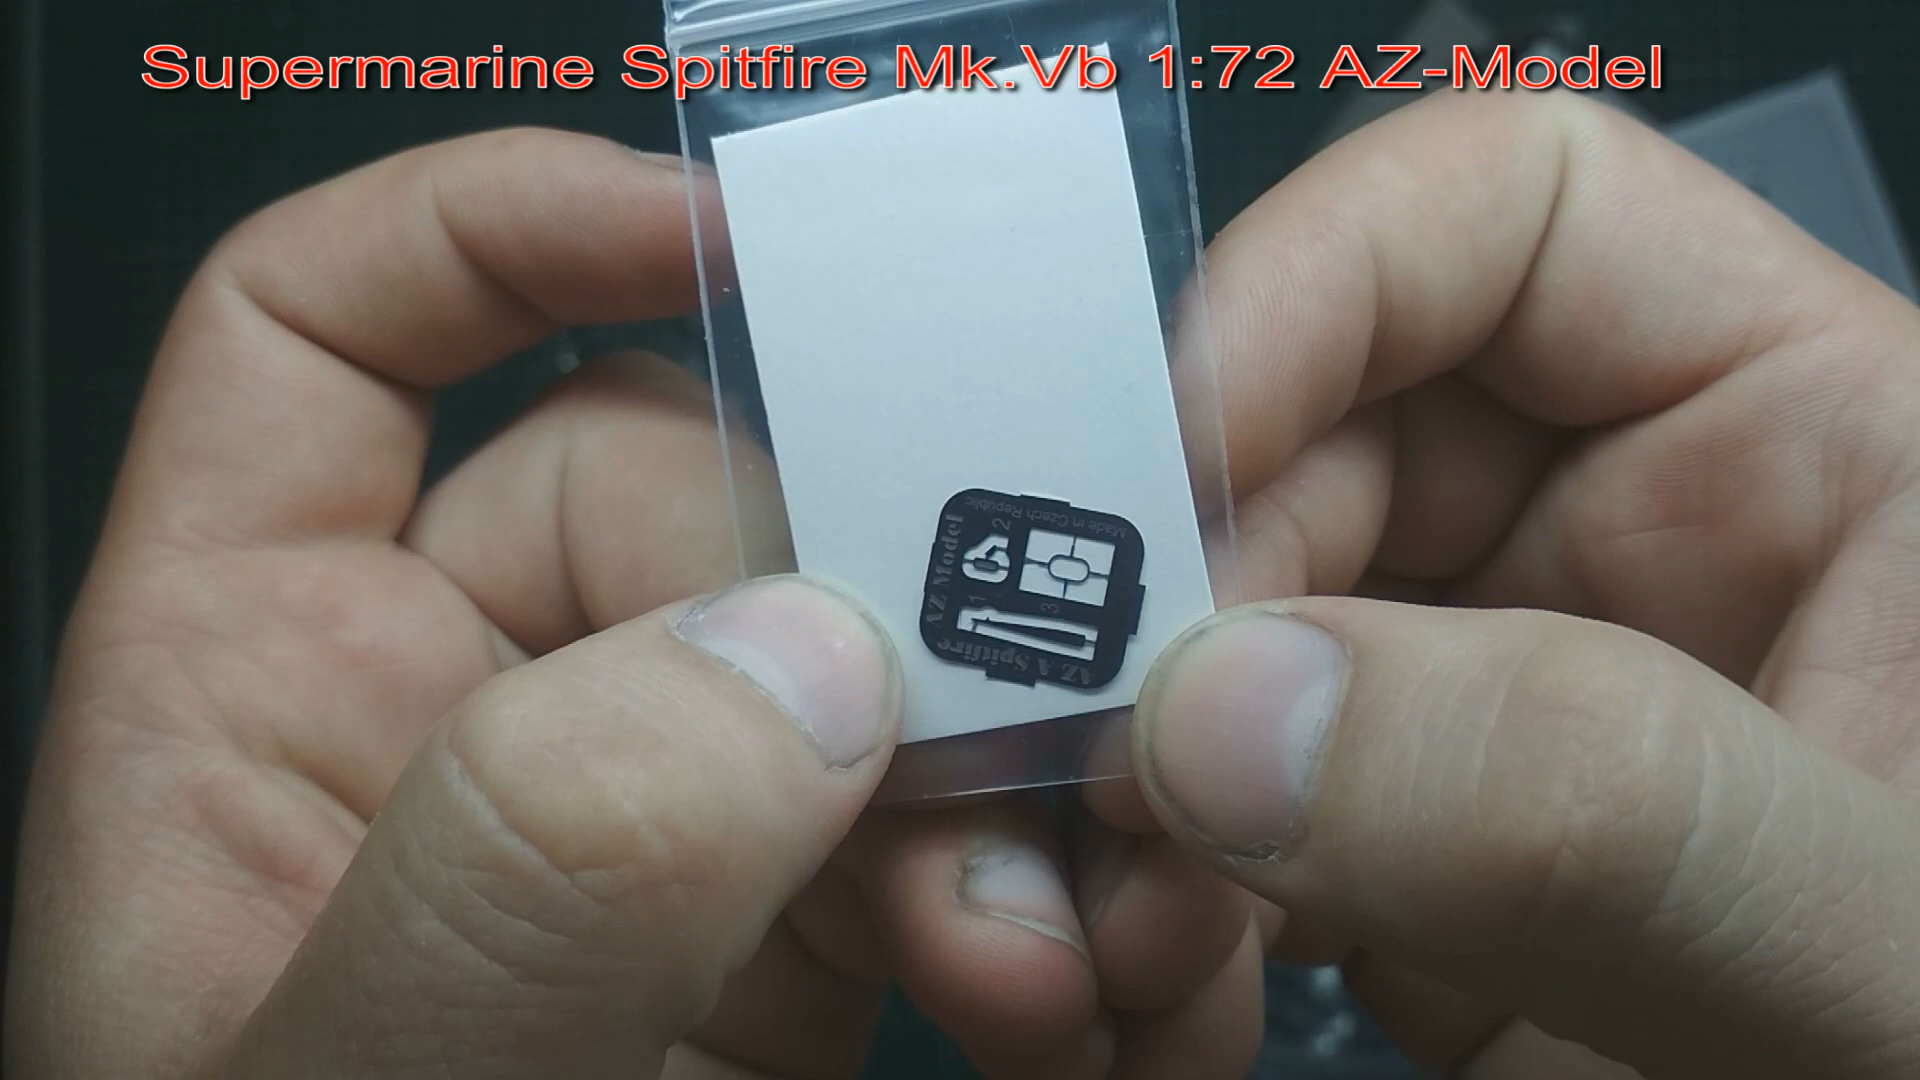 Supermarine Spitfire Mk.Vb 1:72 AZ-Model
Made in Czech Republic
AZ Model
2
1
3
AZ A Spitfire